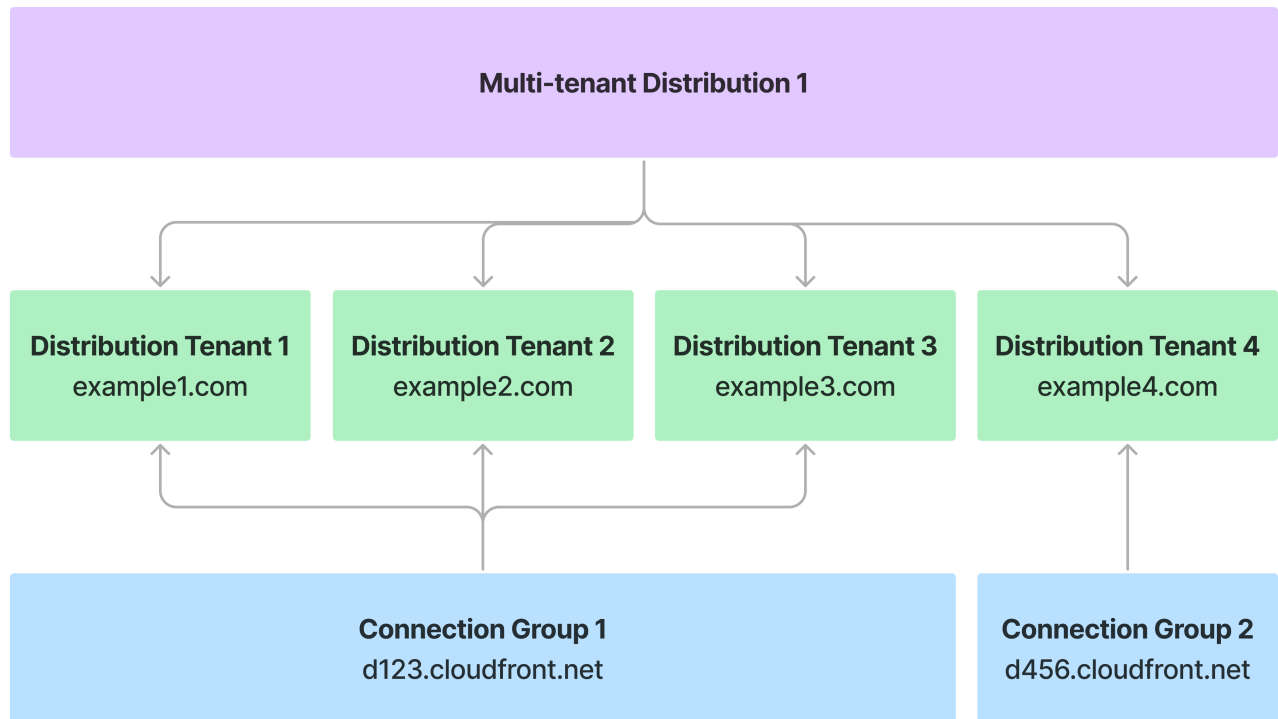 Multi-tenant Distribution 1
Distribution Tenant 1
example1.com
Distribution Tenant 2
example2.com
Distribution Tenant 3
example3.com
Distribution Tenant 4
example4.com
Connection Group 1
d123.cloudfront.net
Connection Group 2
d456.cloudfront.net